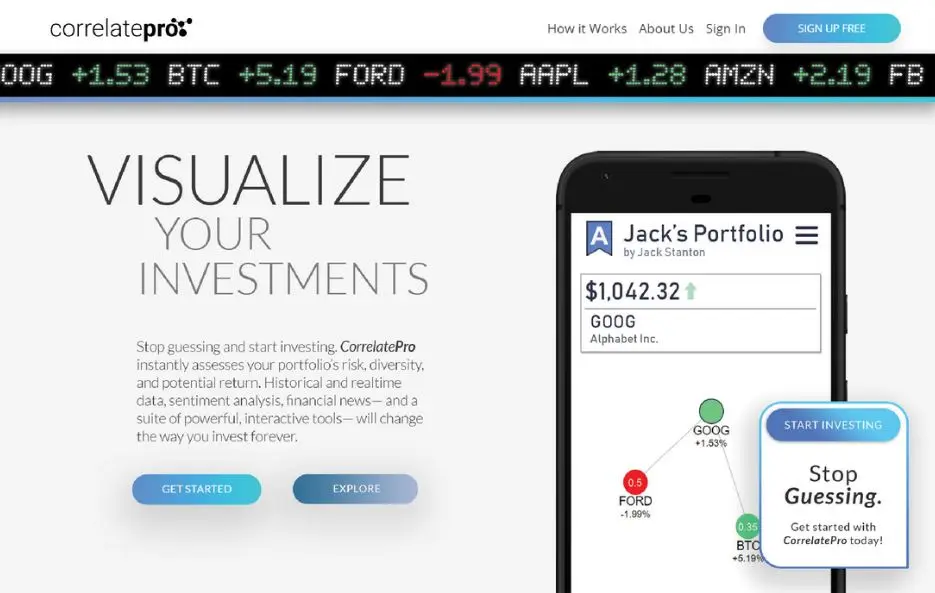 correlatepro
How it Works About Us Sign In SIGN UP FREE
OOG +1.53 BTC +5.19 FORD -1.99 AAPL +1.28 AMZN +2.19 FB
VISUALIZE
YOUR
INVESTMENTS
Stop guessing and start investing. CorrelatePro
instantly assesses your portfolio's risk, diversity,
and potential return. Historical and realtime
data, sentiment analysis, financial news— and a
suite of powerful, interactive tools— will change
the way you invest forever.
GET STARTED EXPLORE
A Jack's Portfolio
by Jack Stanton
$1,042.32
GOOG
Alphabet Inc.
GOOG
+1.53%
0.5
FORD
-1.99%
0.35
BTC
+5.19%
START INVESTING
Stop
Guessing.
Get started with
CorrelatePro today!